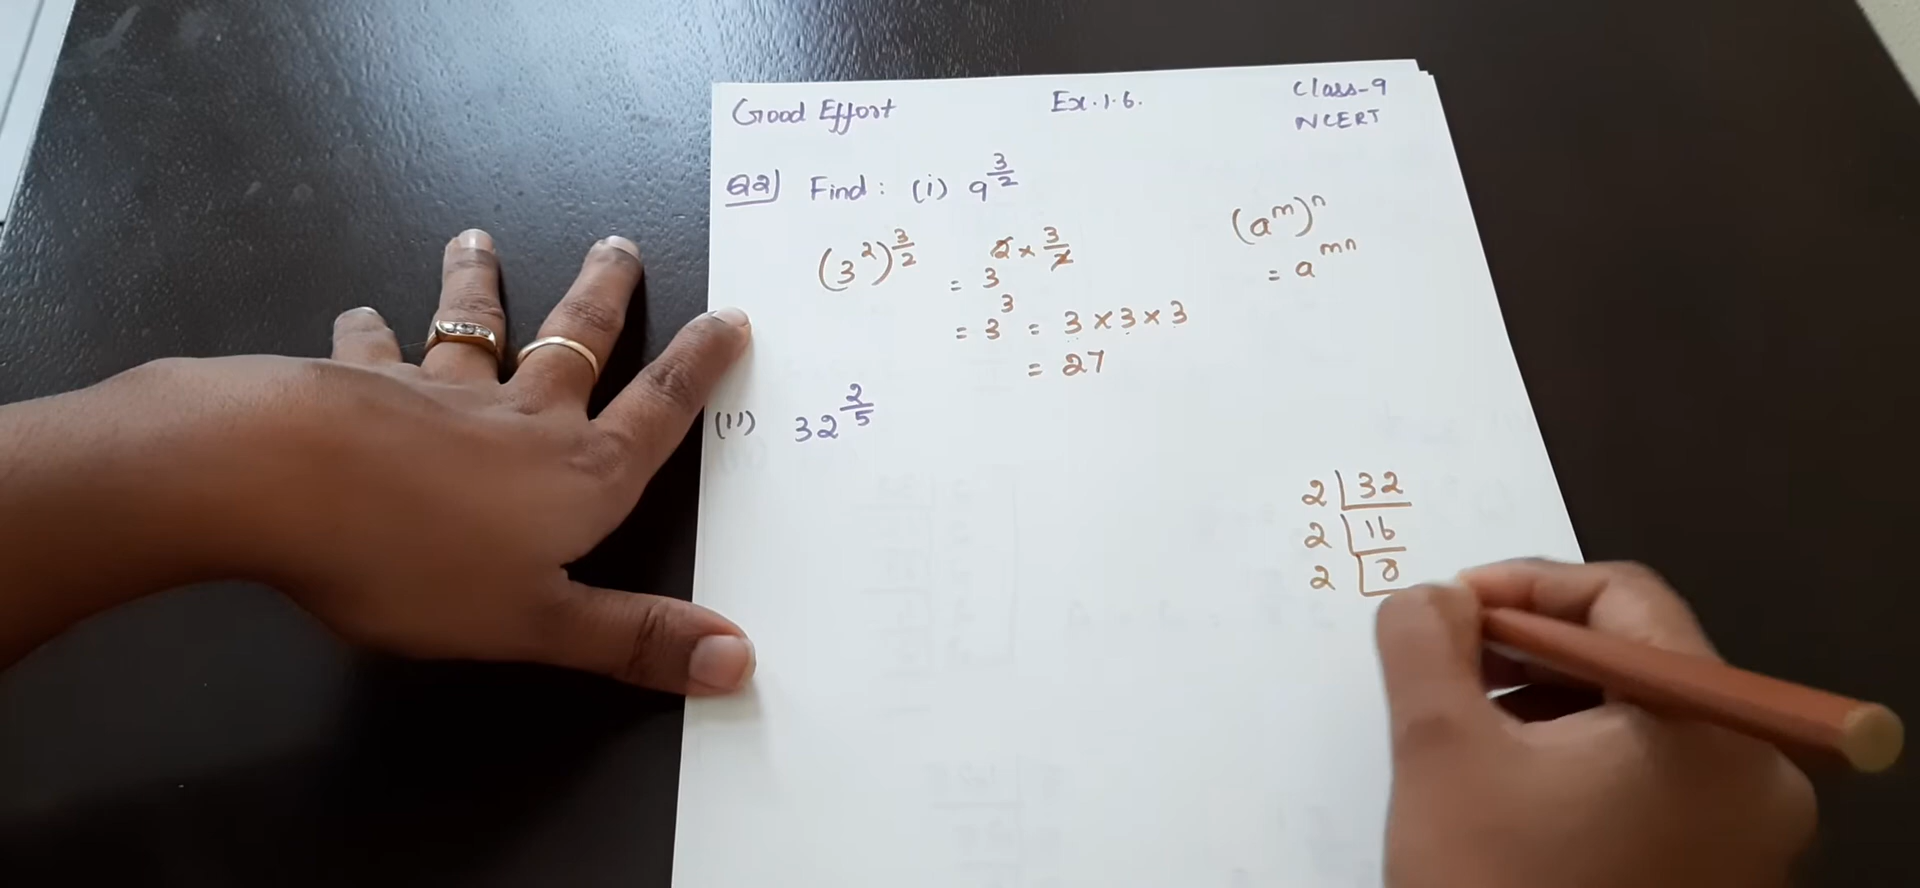 Good Effort Ex.1.6. Class-9
NCERT
Q2) Find : (i) 9^(3/2)
(3^2)^(3/2) = 3^(2 × 3/2) (a^m)^n
= a^(mn)
= 3^3 = 3 × 3 × 3
= 27
(ii) 32^(2/5)
2 | 32
2 | 16
2 | 8